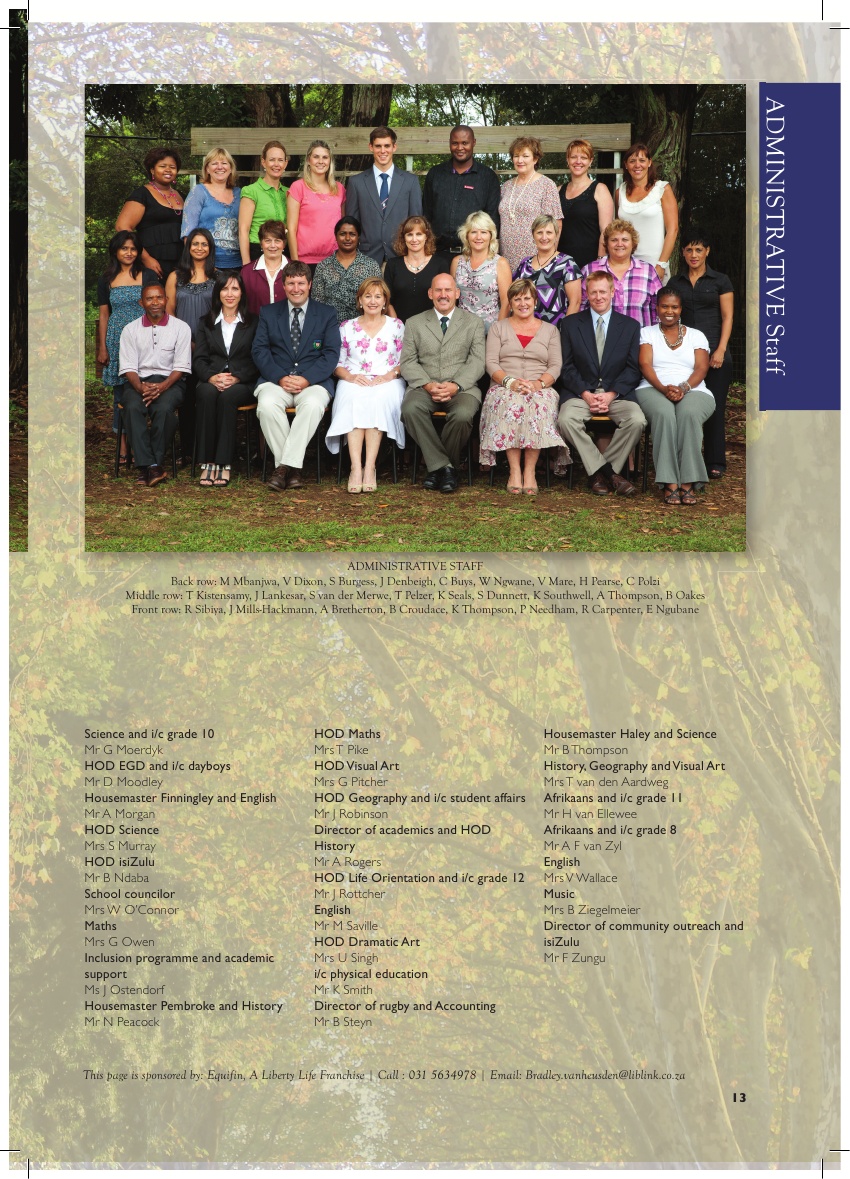 ADMINISTRATIVE Staff
ADMINISTRATIVE STAFF
Back row: M Mbanjwa, V Dixon, S Burgess, J Denbeigh, C Buys, W Ngwane, V Mare, H Pearse, C Polzi
Middle row: T Kistensamy, J Lankesar, S van der Merwe, T Pelzer, K Seals, S Dunnett, K Southwell, A Thompson, B Oakes
Front row: R Sibiya, J Mills-Hackmann, A Bretherton, B Croudace, K Thompson, P Needham, R Carpenter, E Ngubane
Science and i/c grade 10
Mr G Moerdyk
HOD EGD and i/c dayboys
Mr D Moodley
Housemaster Finningley and English
Mr A Morgan
HOD Science
Mrs S Murray
HOD isiZulu
Mr B Ndaba
School councilor
Mrs W O'Connor
Maths
Mrs G Owen
Inclusion programme and academic
support
Ms J Ostendorf
Housemaster Pembroke and History
Mr N Peacock
HOD Maths
Mrs T Pike
HOD Visual Art
Mrs G Pitcher
HOD Geography and i/c student affairs
Mr J Robinson
Director of academics and HOD
History
Mr A Rogers
HOD Life Orientation and i/c grade 12
Mr J Rottcher
English
Mr M Saville
HOD Dramatic Art
Mrs U Singh
i/c physical education
Mr K Smith
Director of rugby and Accounting
Mr B Steyn
Housemaster Haley and Science
Mr B Thompson
History, Geography and Visual Art
Mrs T van den Aardweg
Afrikaans and i/c grade 11
Mr H van Ellewee
Afrikaans and i/c grade 8
Mr A F van Zyl
English
Mrs V Wallace
Music
Mrs B Ziegelmeier
Director of community outreach and
isiZulu
Mr F Zungu
This page is sponsored by: Equifin, A Liberty Life Franchise | Call : 031 5634978 | Email: Bradley.vanheusden@liblink.co.za
13